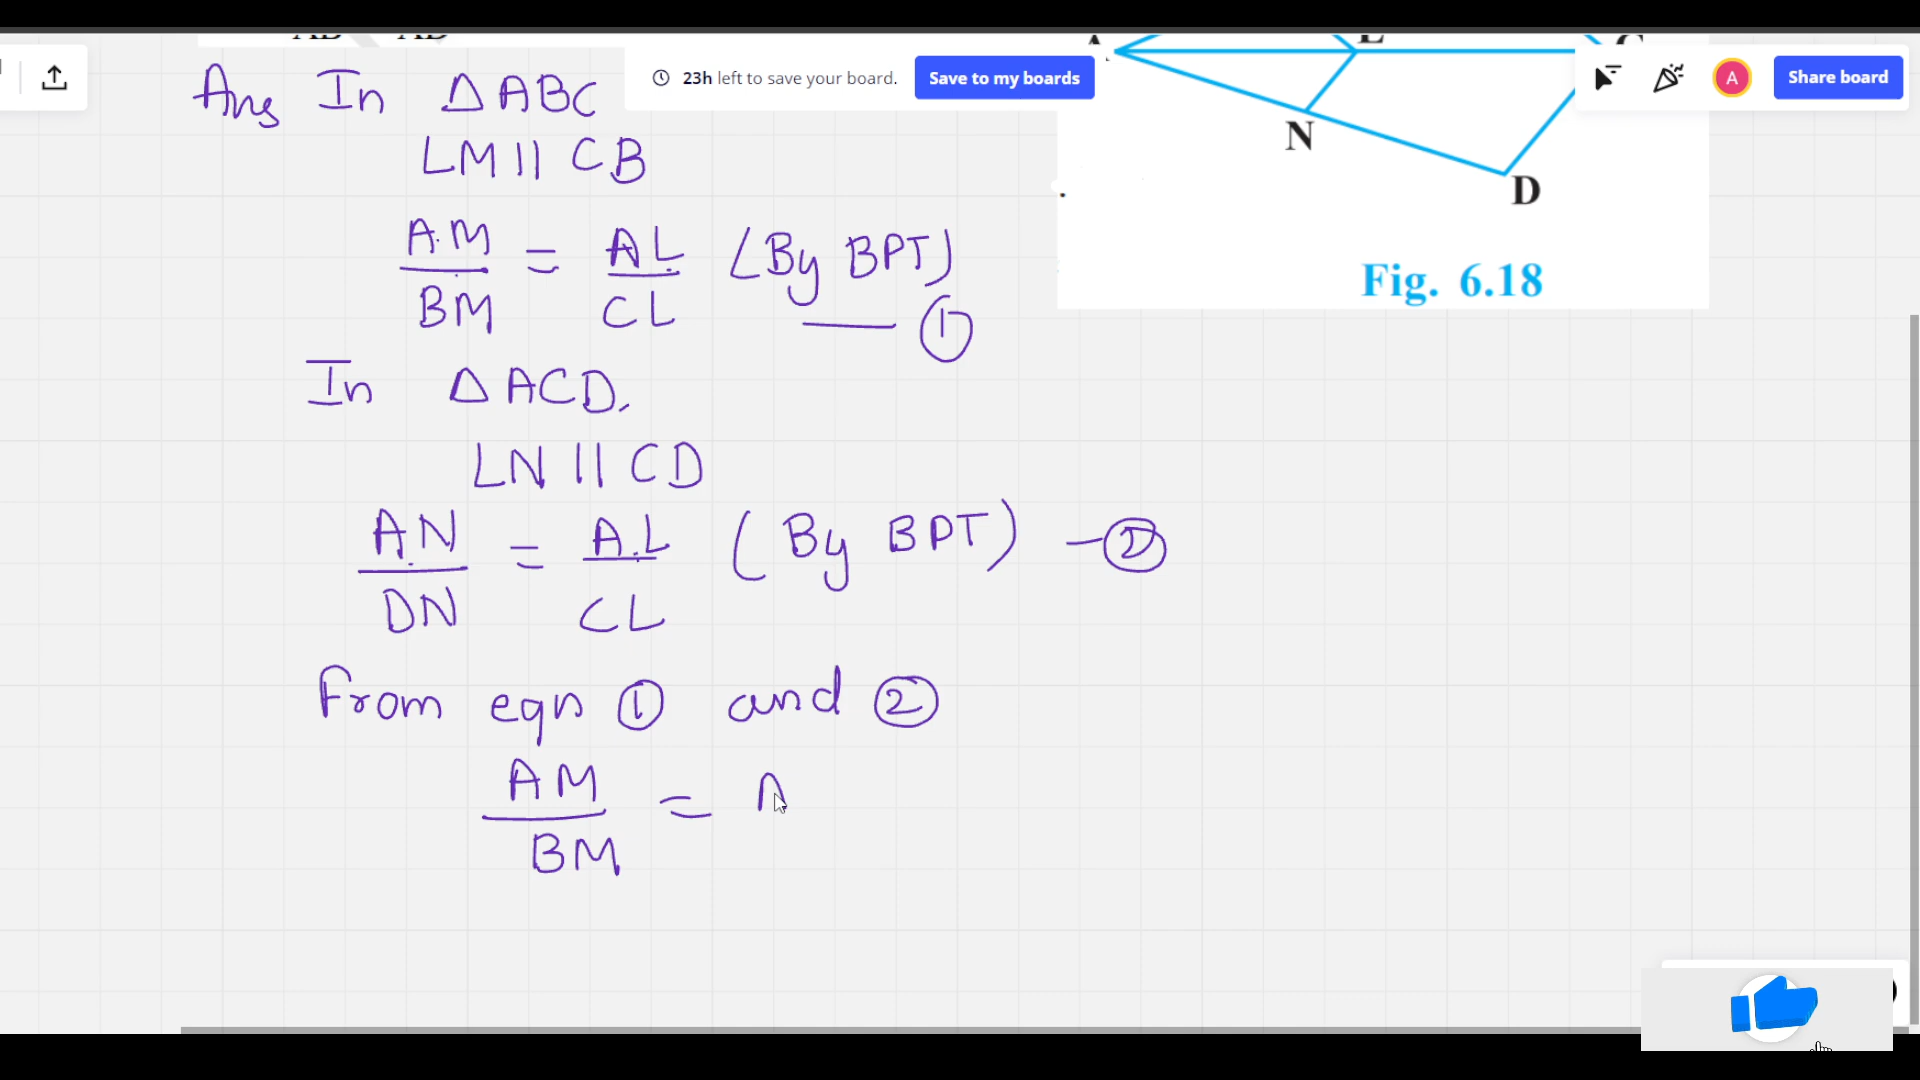 23h left to save your board. Save to my boards
A Share board
Ans In △ABC
LM || CB
N
D
AM/BM = AL/CL (By BPT)
Fig. 6.18
①
In △ACD,
LN || CD
AN/DN = AL/CL (By BPT) — ②
From eqn ① and ②
AM/BM =